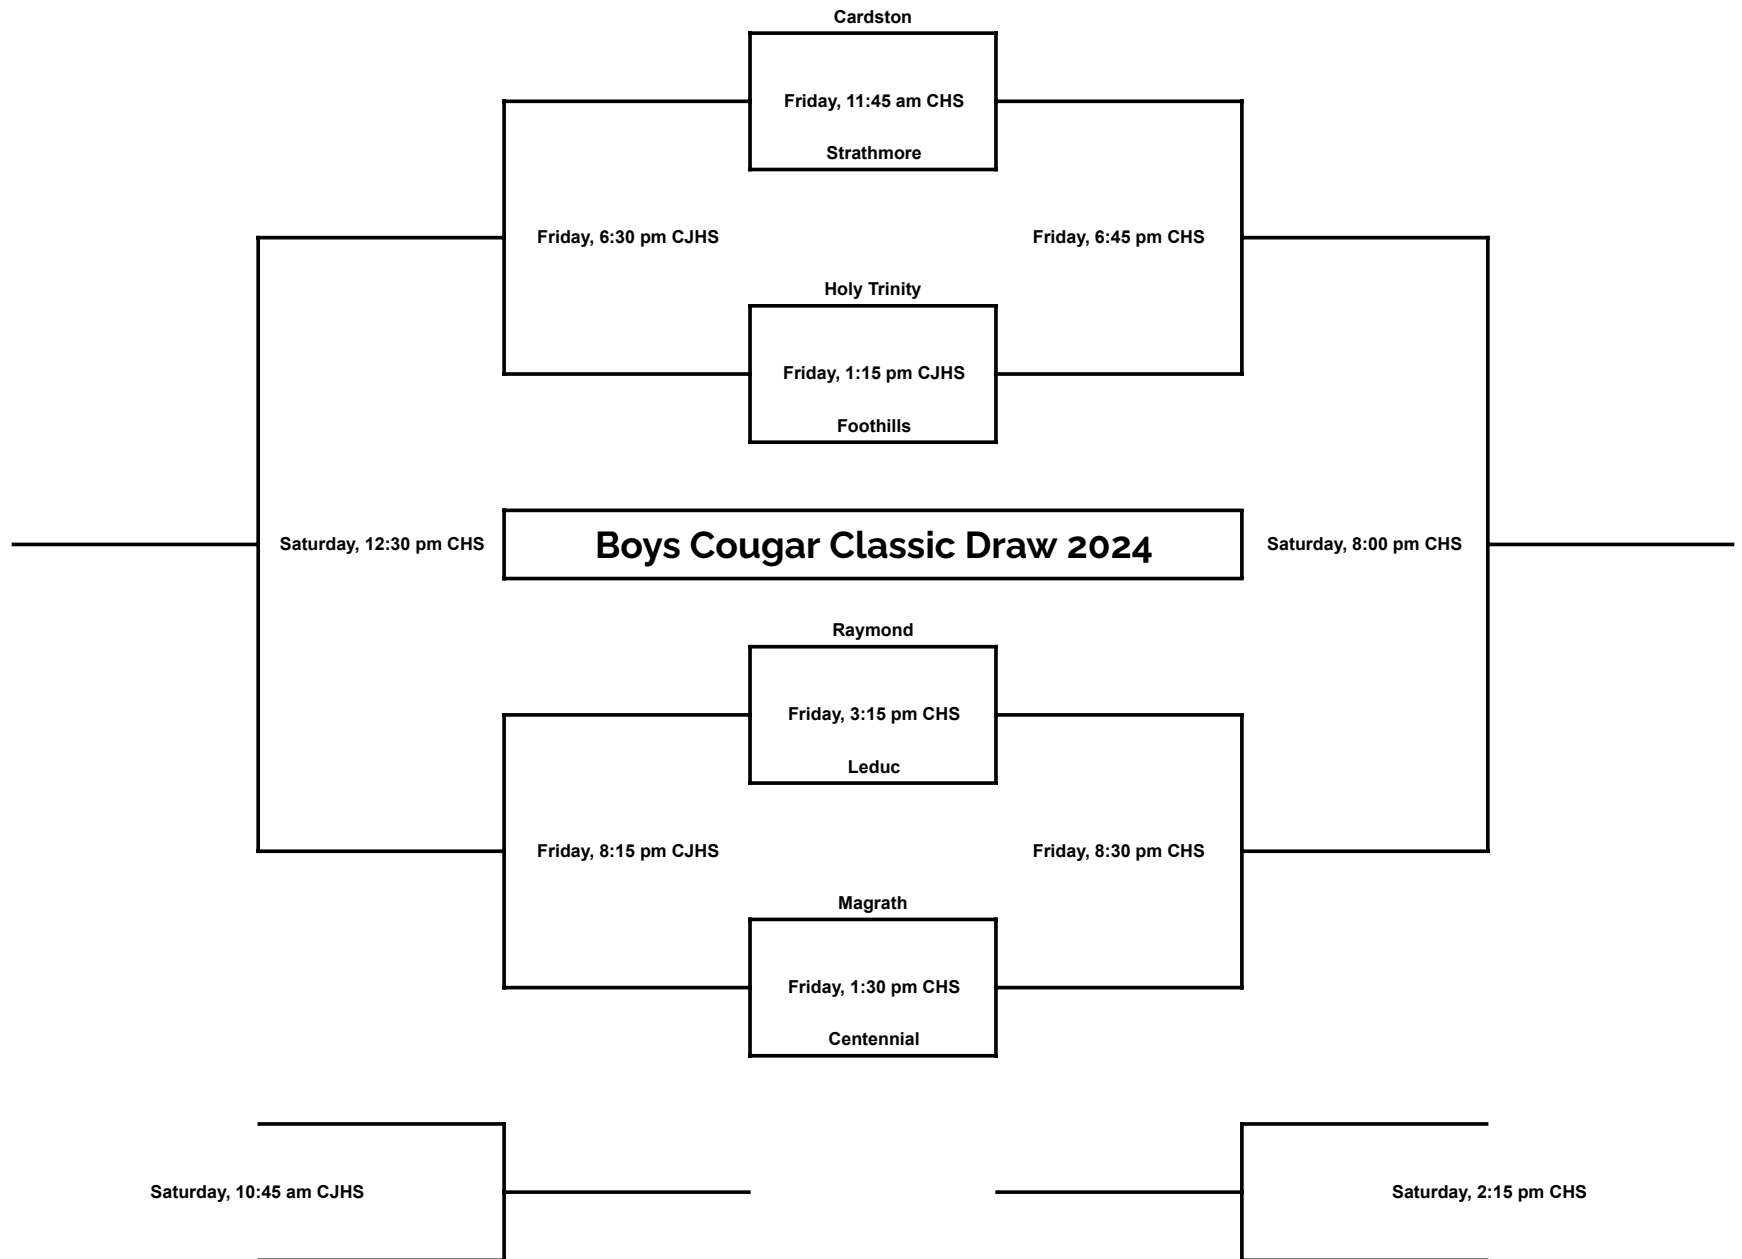 Cardston
Friday, 11:45 am CHS
Strathmore
Friday, 6:30 pm CJHS
Friday, 6:45 pm CHS
Holy Trinity
Friday, 1:15 pm CJHS
Foothills
Saturday, 12:30 pm CHS
Boys Cougar Classic Draw 2024
Saturday, 8:00 pm CHS
Raymond
Friday, 3:15 pm CHS
Leduc
Friday, 8:15 pm CJHS
Friday, 8:30 pm CHS
Magrath
Friday, 1:30 pm CHS
Centennial
Saturday, 10:45 am CJHS
Saturday, 2:15 pm CHS